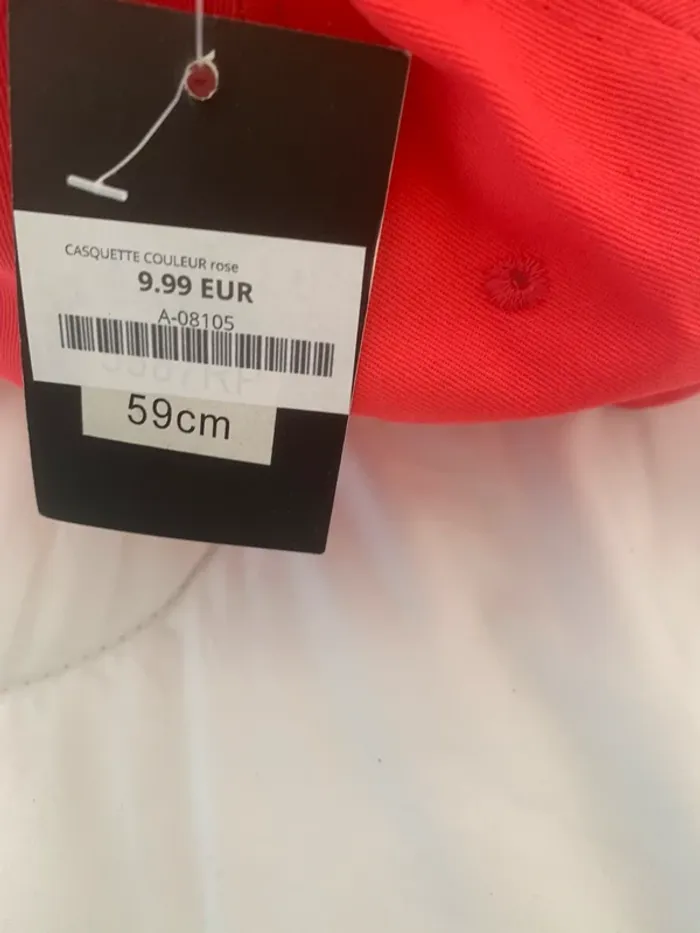 CASQUETTE COULEUR rose
9.99 EUR
A-08105
59cm